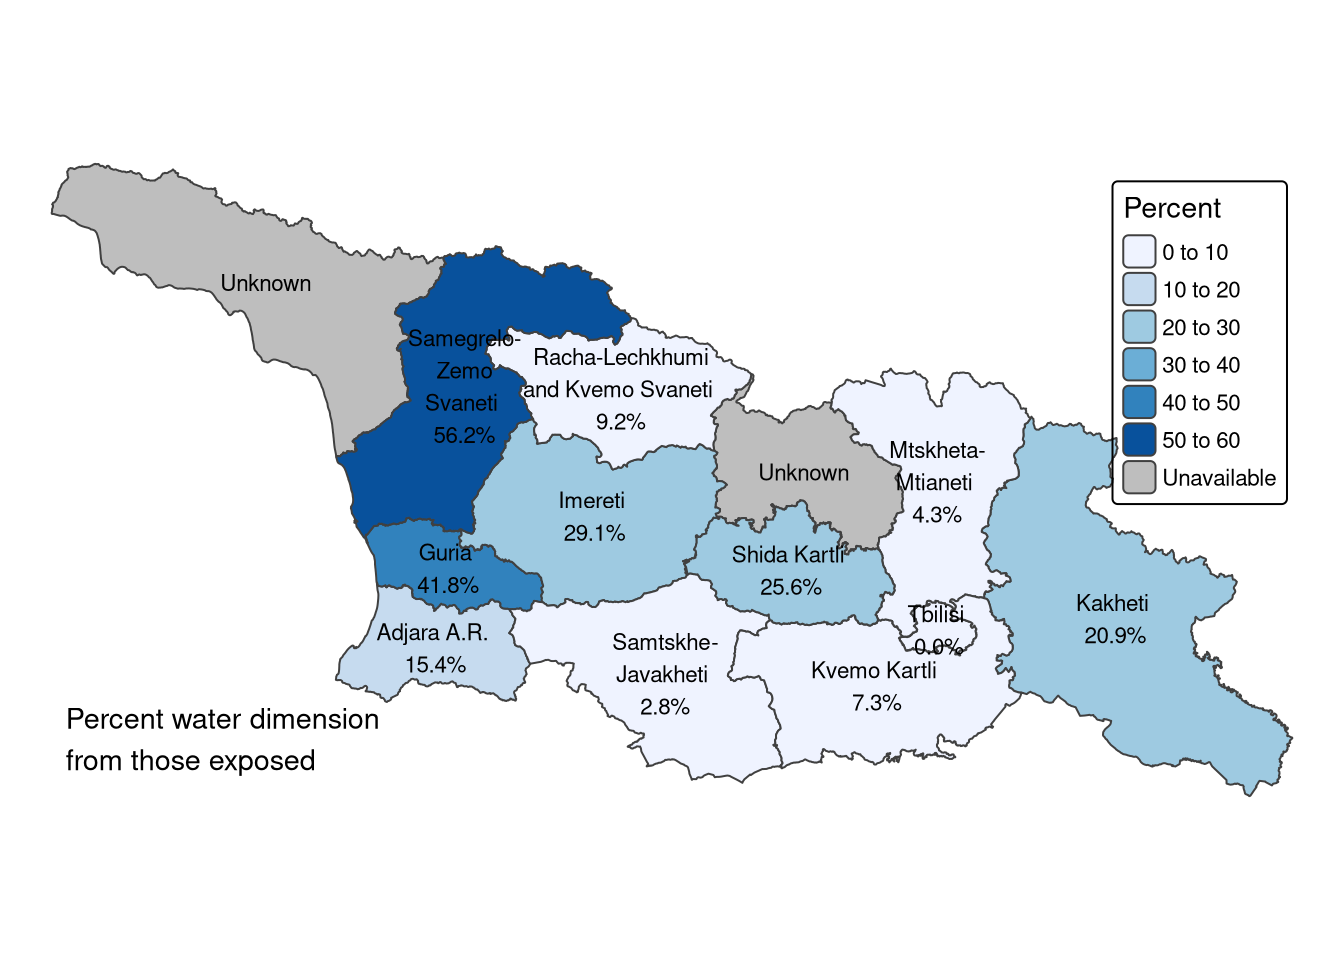 Unknown
Samegrelo-
Zemo
Svaneti
56.2%
Racha-Lechkhumi
and Kvemo Svaneti
9.2%
Unknown
Mtskheta-
Mtianeti
4.3%
Imereti
29.1%
Guria
41.8%
Shida Kartli
25.6%
Adjara A.R.
15.4%
Samtskhe-
Javakheti
2.8%
Kvemo Kartli
7.3%
Tbilisi
0.0%
Kakheti
20.9%
Percent
0 to 10
10 to 20
20 to 30
30 to 40
40 to 50
50 to 60
Unavailable
Percent water dimension
from those exposed